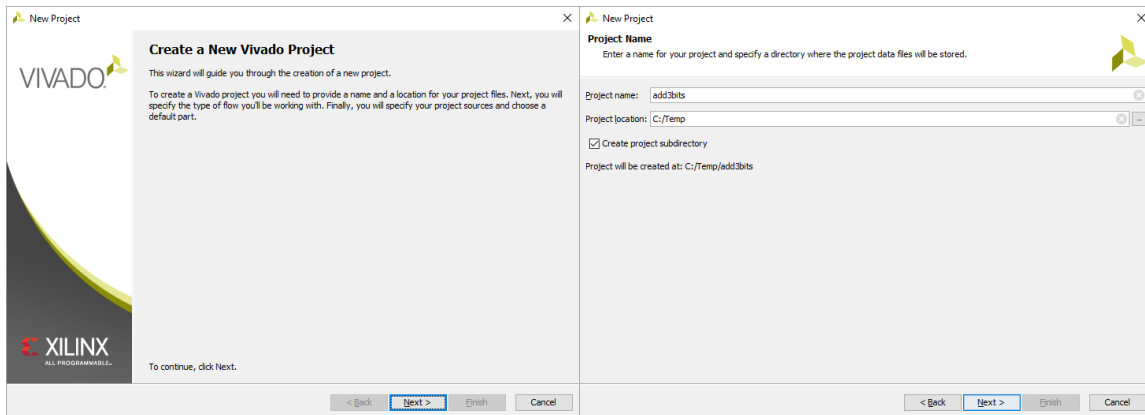 New Project
VIVADO
Create a New Vivado Project
This wizard will guide you through the creation of a new project.
To create a Vivado project you will need to provide a name and a location for your project files. Next, you will
specify the type of flow you'll be working with. Finally, you will specify your project sources and choose a
default part.
XILINX
ALL PROGRAMMABLE.
To continue, click Next.
< Back Next > Finish Cancel
New Project
Project Name
Enter a name for your project and specify a directory where the project data files will be stored.
Project name: add3bits
Project location: C:/Temp
Create project subdirectory
Project will be created at: C:/Temp/add3bits
< Back Next > Finish Cancel